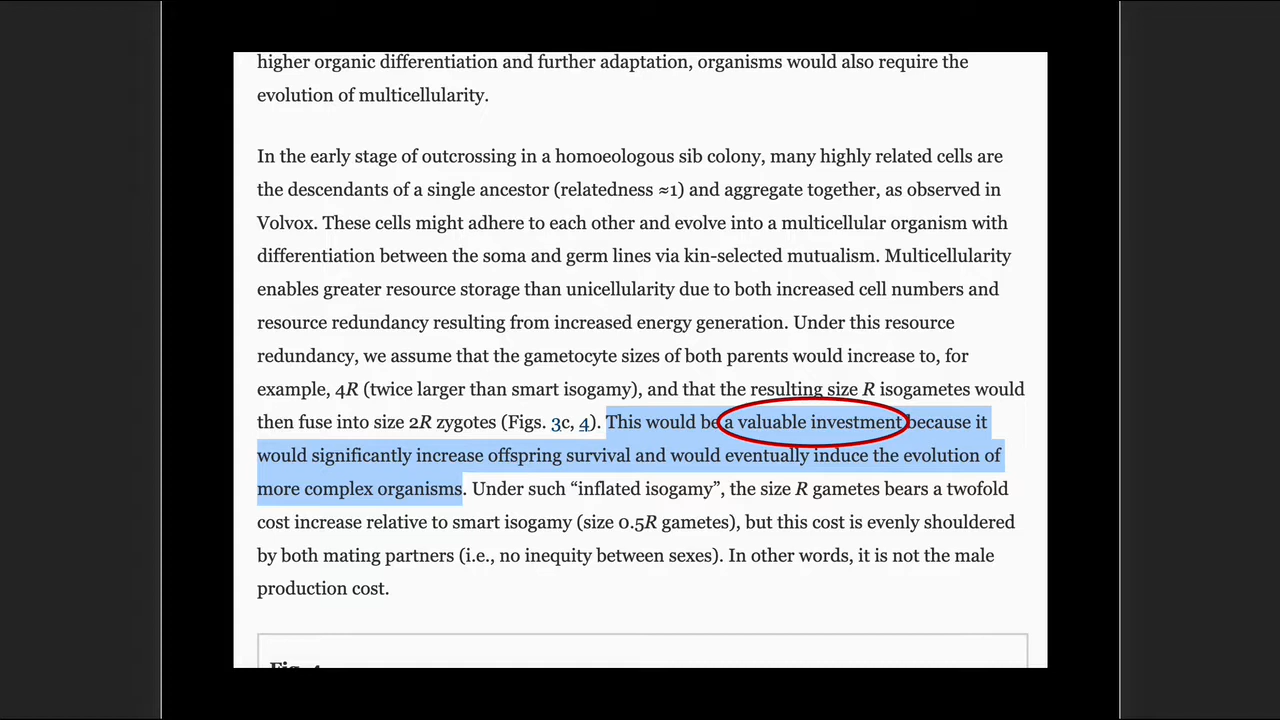 higher organic differentiation and further adaptation, organisms would also require the
evolution of multicellularity.
In the early stage of outcrossing in a homoeologous sib colony, many highly related cells are
the descendants of a single ancestor (relatedness ≈1) and aggregate together, as observed in
Volvox. These cells might adhere to each other and evolve into a multicellular organism with
differentiation between the soma and germ lines via kin-selected mutualism. Multicellularity
enables greater resource storage than unicellularity due to both increased cell numbers and
resource redundancy resulting from increased energy generation. Under this resource
redundancy, we assume that the gametocyte sizes of both parents would increase to, for
example, 4R (twice larger than smart isogamy), and that the resulting size R isogametes would
then fuse into size 2R zygotes (Figs. 3c, 4). This would be a valuable investment because it
would significantly increase offspring survival and would eventually induce the evolution of
more complex organisms. Under such “inflated isogamy”, the size R gametes bears a twofold
cost increase relative to smart isogamy (size 0.5R gametes), but this cost is evenly shouldered
by both mating partners (i.e., no inequity between sexes). In other words, it is not the male
production cost.